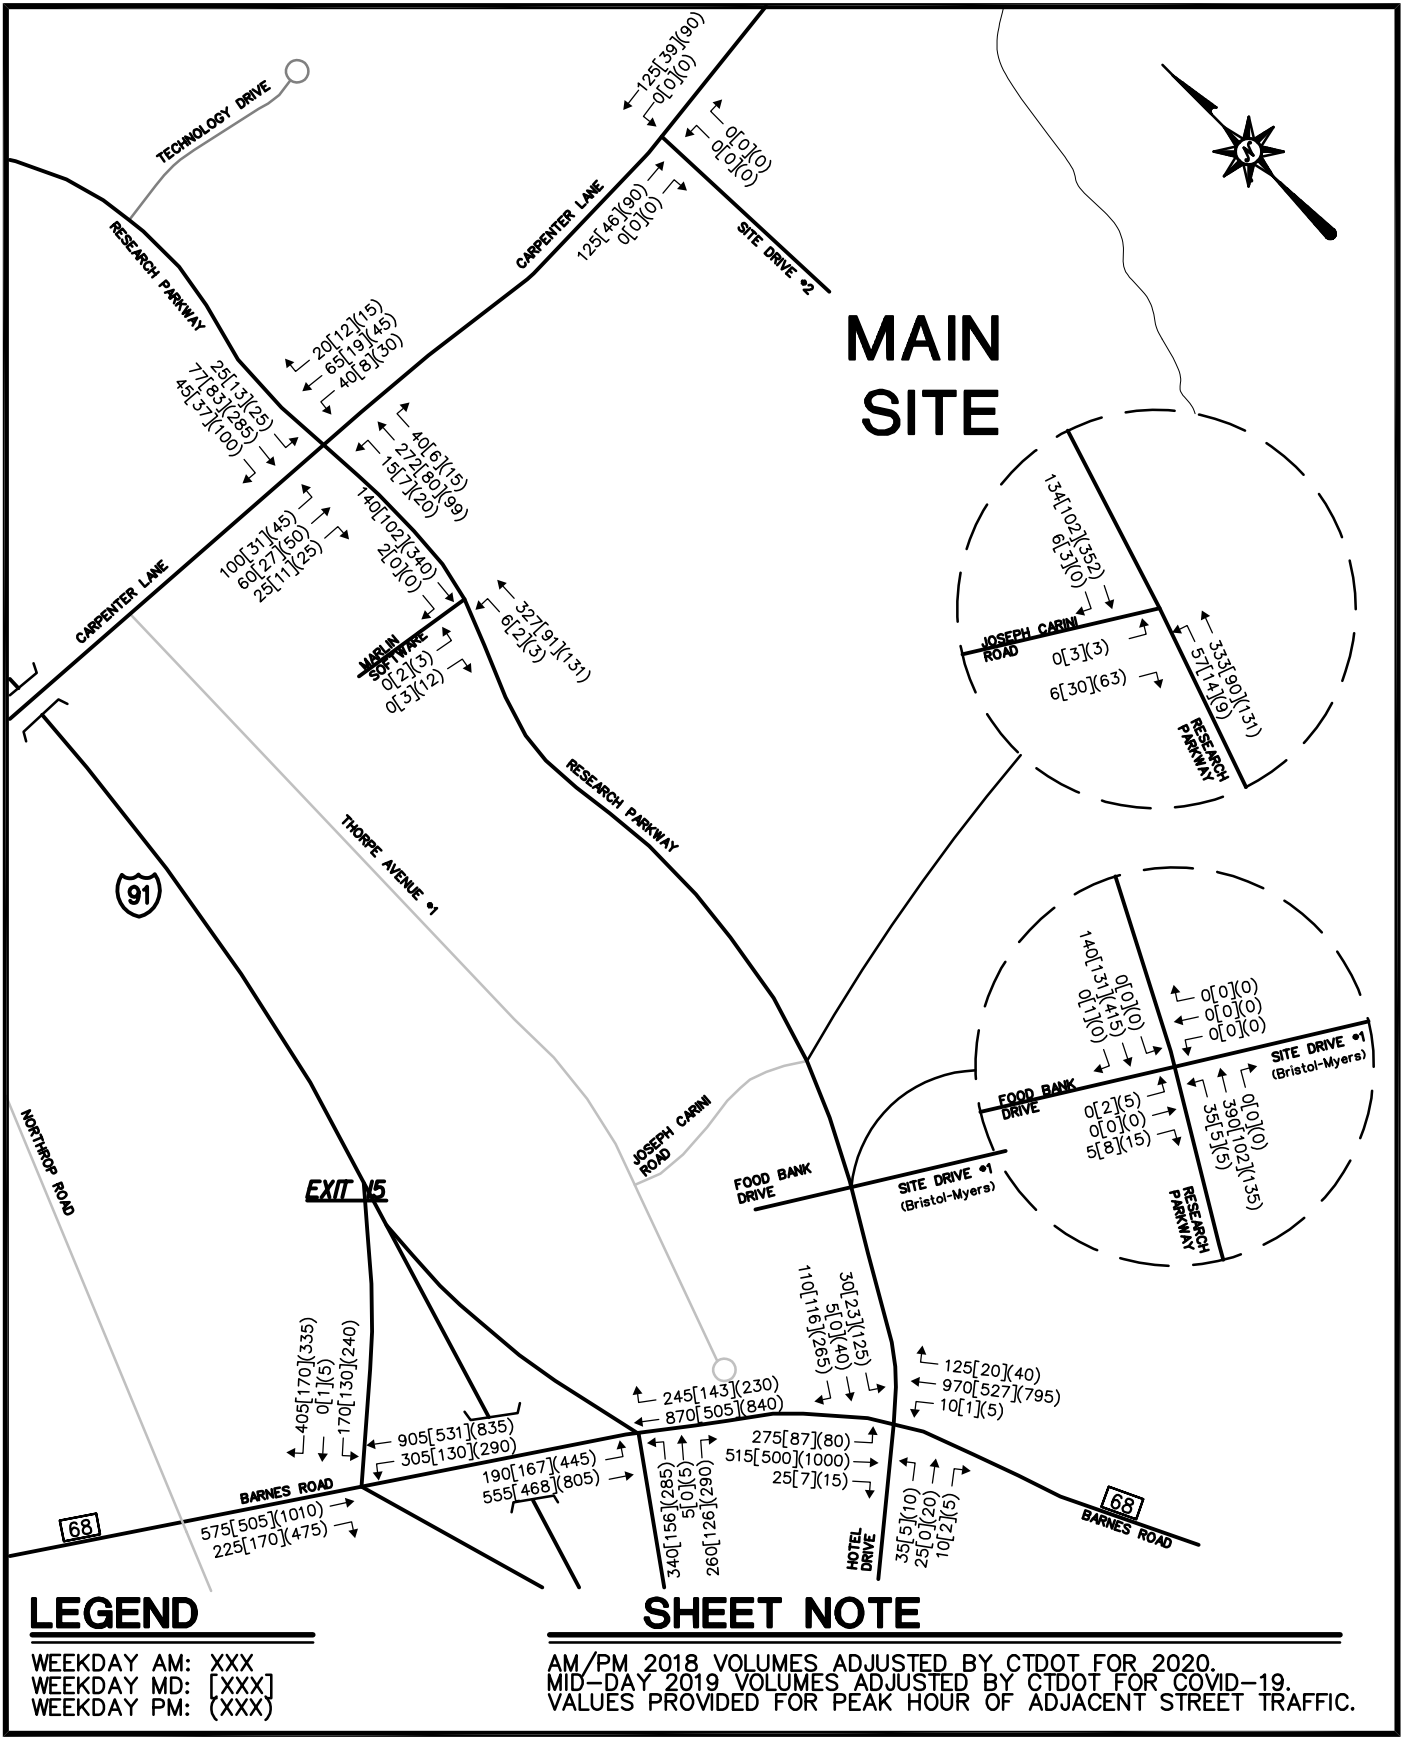 TECHNOLOGY DRIVE
125[39](90)
0[0](0)
0[0](0)
0[0](0)
125[46](90)
0[0](0)
CARPENTER LANE
SITE DRIVE #2
N
RESEARCH PARKWAY
MAIN
SITE
20[12](15)
65[19](45)
40[8](30)
25[13](25)
77[83](285)
45[37](100)
40[6](15)
272[80](99)
15[7](20)
100[31](45)
60[27](50)
25[11](25)
140[102](340)
2[0](0)
CARPENTER LANE
MARLIN
SOFTWARE
327[91](131)
6[2](3)
0[2](3)
0[3](12)
134[102](352)
6[3](0)
JOSEPH CARINI
ROAD
0[3](3)
6[30](63)
333[90](131)
57[14](9)
RESEARCH
PARKWAY
RESEARCH PARKWAY
THORPE AVENUE #1
91
0[0](0)
140[131](415)
0[1](0)
0[0](0)
0[0](0)
0[0](0)
SITE DRIVE #1
(Bristol-Myers)
FOOD BANK
DRIVE
0[2](5)
0[0](0)
5[8](15)
0[0](0)
390[102](135)
35[5](5)
RESEARCH
PARKWAY
NORTHROP ROAD
JOSEPH CARINI
ROAD
EXIT 15
FOOD BANK
DRIVE
SITE DRIVE #1
(Bristol-Myers)
30[23](125)
5[0](40)
110[116](265)
405[170](335)
0[1](5)
170[130](240)
125[20](40)
970[527](795)
10[1](5)
245[143](230)
870[505](840)
905[531](835)
305[130](290)
275[87](80)
515[500](1000)
25[7](15)
190[167](445)
555[468](805)
BARNES ROAD
68
575[505](1010)
225[170](475)
340[156](285)
5[0](5)
260[126](290)
HOTEL
DRIVE
35[5](10)
25[0](20)
10[2](5)
68
BARNES ROAD
LEGEND
WEEKDAY AM: XXX
WEEKDAY MD: [XXX]
WEEKDAY PM: (XXX)
SHEET NOTE
AM/PM 2018 VOLUMES ADJUSTED BY CTDOT FOR 2020.
MID-DAY 2019 VOLUMES ADJUSTED BY CTDOT FOR COVID-19.
VALUES PROVIDED FOR PEAK HOUR OF ADJACENT STREET TRAFFIC.